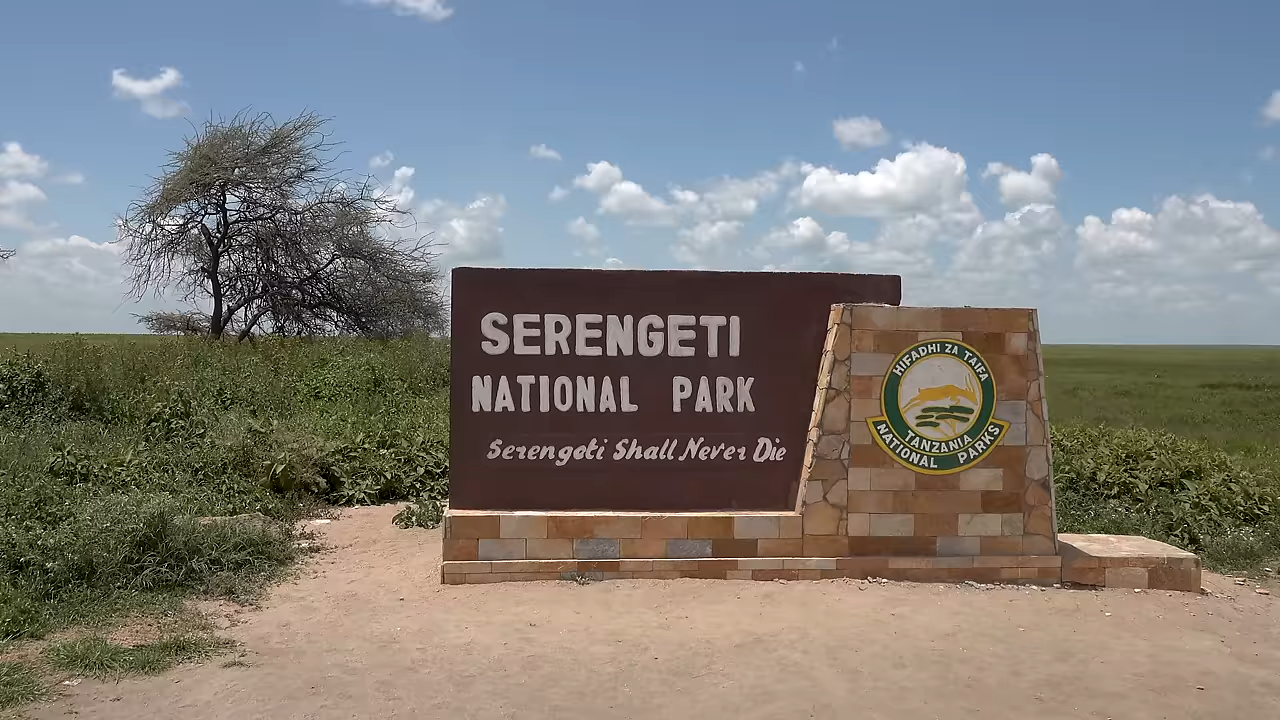 SERENGETI
NATIONAL PARK
Serengeti Shall Never Die
HIFADHI ZA TAIFA
TANZANIA
NATIONAL PARKS